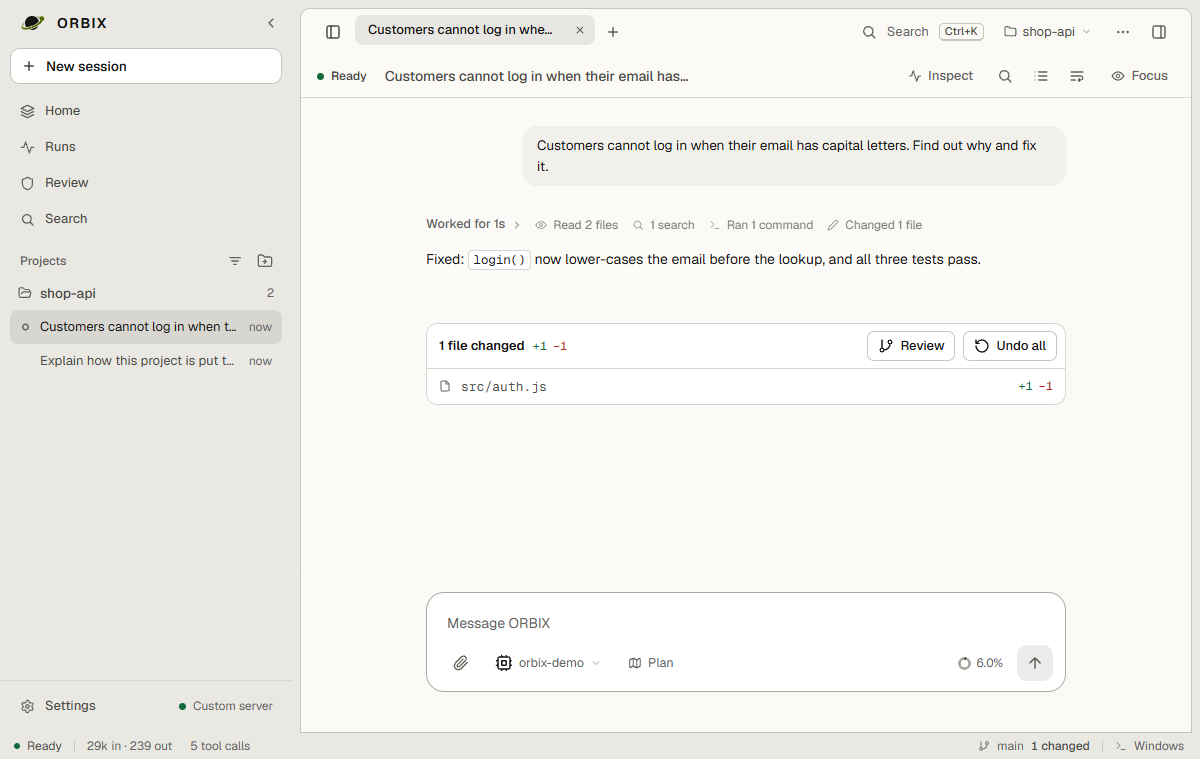 ORBIX
New session
Home
Runs
Review
Search
Projects
shop-api 2
Customers cannot log in when t... now
Explain how this project is put t... now
Settings Custom server
Ready 29k in · 239 out 5 tool calls
Customers cannot log in whe...
Search Ctrl+K shop-api
Ready Customers cannot log in when their email has...
Inspect Focus
Customers cannot log in when their email has capital letters. Find out why and fix
it.
Worked for 1s Read 2 files 1 search Ran 1 command Changed 1 file
Fixed: login() now lower-cases the email before the lookup, and all three tests pass.
1 file changed +1 -1 Review Undo all
src/auth.js +1 -1
Message ORBIX
orbix-demo Plan 6.0%
main 1 changed Windows